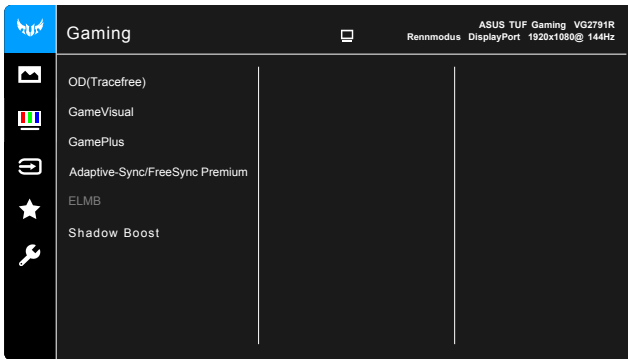 Gaming
ASUS TUF Gaming VG2791R
Rennmodus DisplayPort 1920x1080@ 144Hz
OD(Tracefree)
GameVisual
GamePlus
Adaptive-Sync/FreeSync Premium
ELMB
Shadow Boost